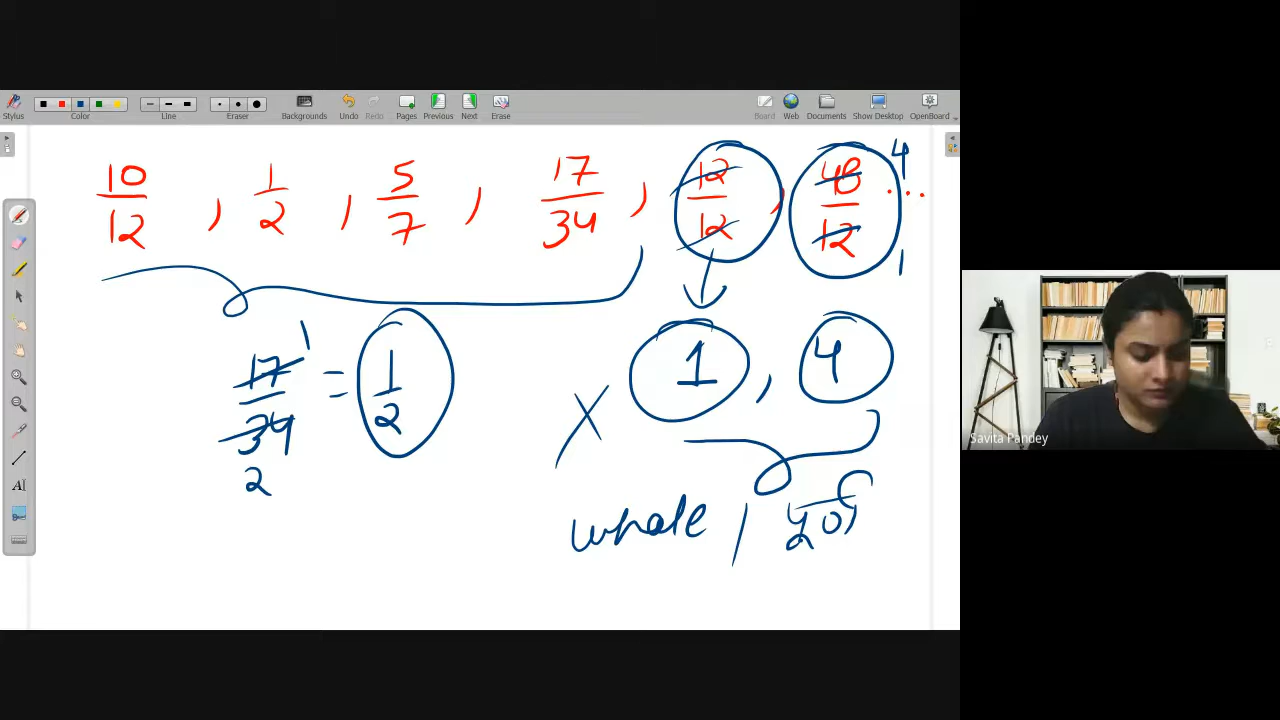 Stylus Color Line Eraser Backgrounds Undo Redo Pages Previous Next Erase Board Web Documents Show Desktop OpenBoard
10/12 , 1/2 , 5/7 , 17/34 , 12/12 , 48/12 ... 4 1
17/34 1 2 = 1/2
X 1 , 4
whole /
Savita Pandey